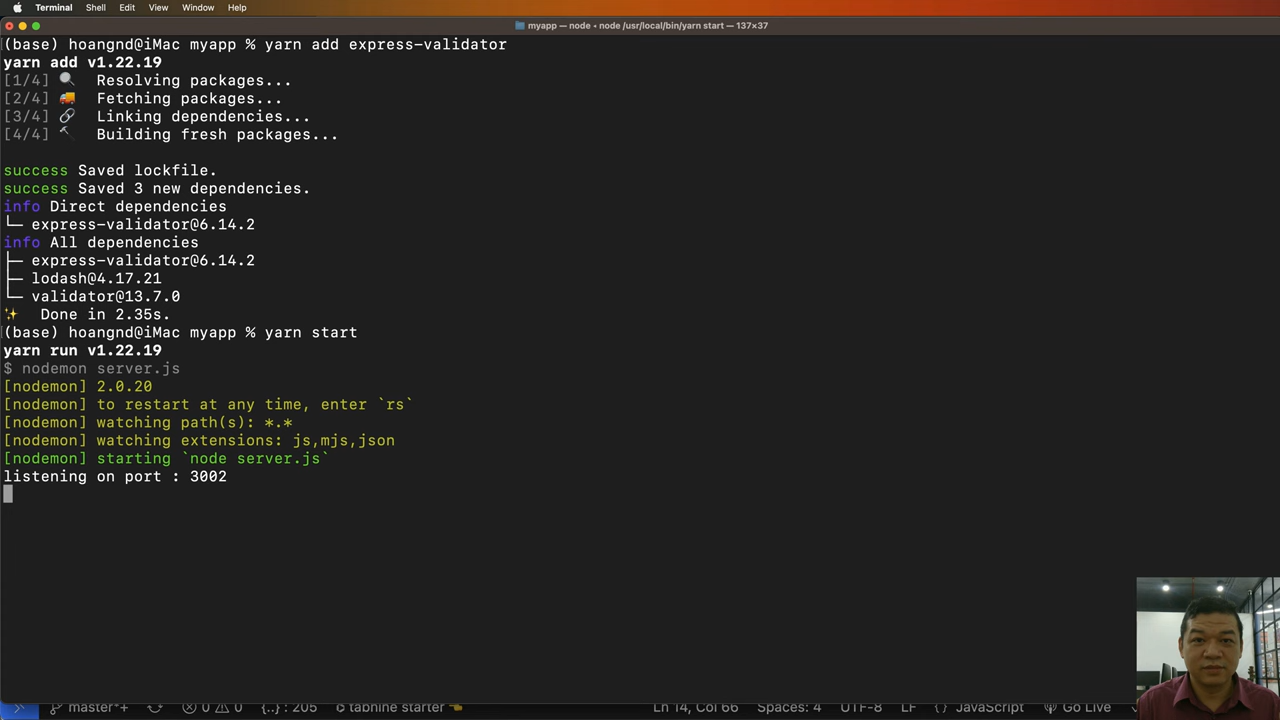 Terminal Shell Edit View Window Help
myapp — node • node /usr/local/bin/yarn start — 137×37
(base) hoangnd@iMac myapp % yarn add express-validator
yarn add v1.22.19
[1/4] 🔍 Resolving packages...
[2/4] 🚚 Fetching packages...
[3/4] 🔗 Linking dependencies...
[4/4] 🔨 Building fresh packages...
success Saved lockfile.
success Saved 3 new dependencies.
info Direct dependencies
└─ express-validator@6.14.2
info All dependencies
├─ express-validator@6.14.2
├─ lodash@4.17.21
└─ validator@13.7.0
✨ Done in 2.35s.
(base) hoangnd@iMac myapp % yarn start
yarn run v1.22.19
$ nodemon server.js
[nodemon] 2.0.20
[nodemon] to restart at any time, enter `rs`
[nodemon] watching path(s): *.*
[nodemon] watching extensions: js,mjs,json
[nodemon] starting `node server.js`
listening on port : 3002
master*+ 0 0 {..} : 205 tabnine starter 👈 Ln 14, Col 66 Spaces: 4 UTF-8 LF {} JavaScript Go Live